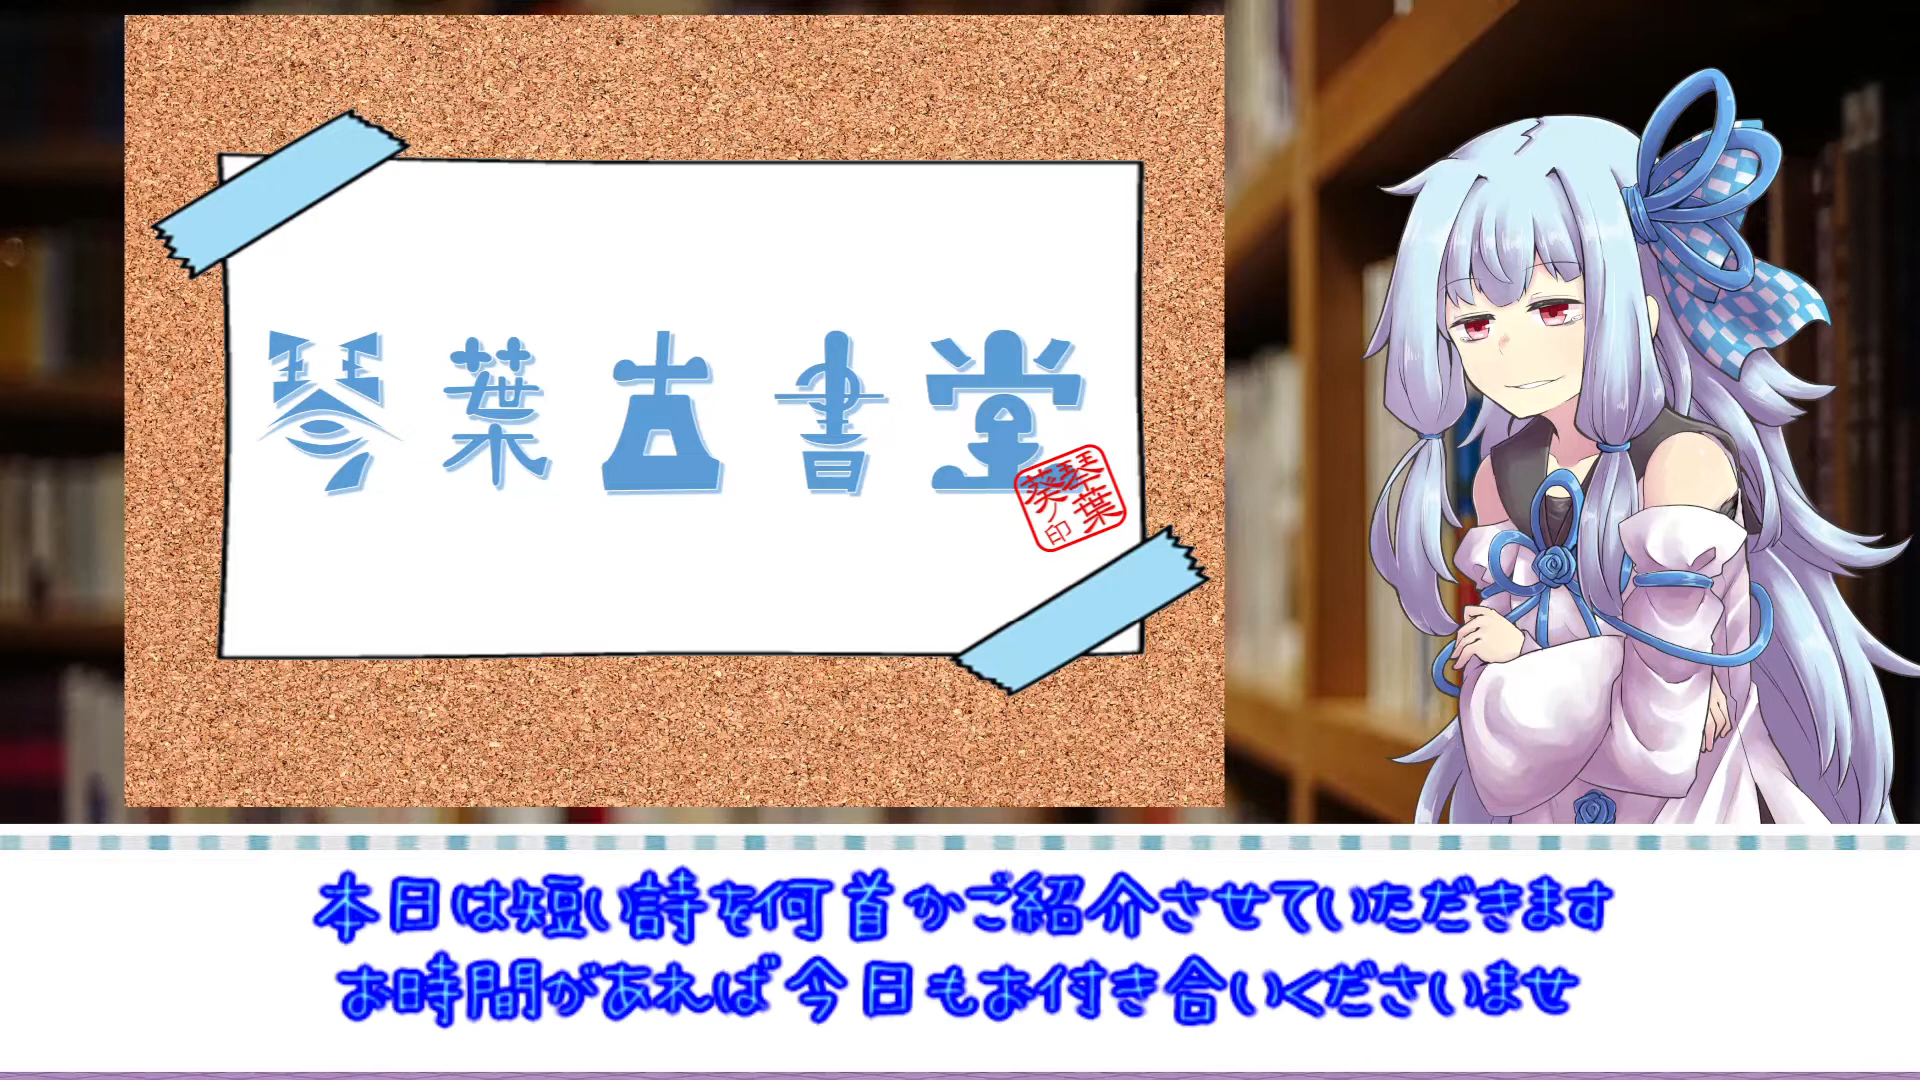 琴葉古書堂
琴葉
葵ノ印
本日は短い詩を何首かご紹介させていただきます
お時間があれば今日もお付き合いくださいませ